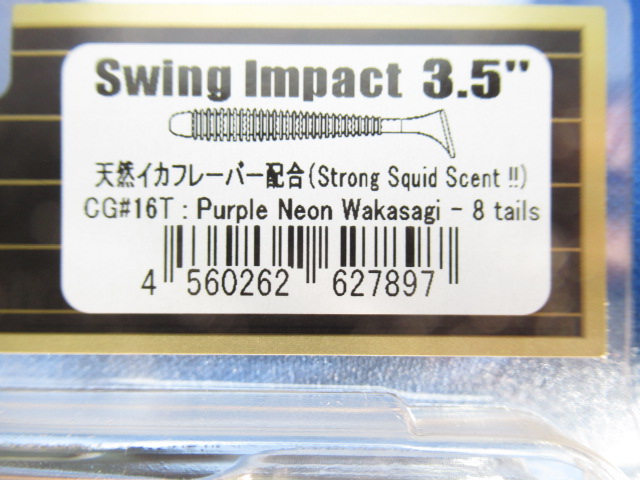 Swing Impact 3.5"
天然イカフレーバー配合(Strong Squid Scent !!)
CG#16T : Purple Neon Wakasagi - 8 tails
4 560262 627897